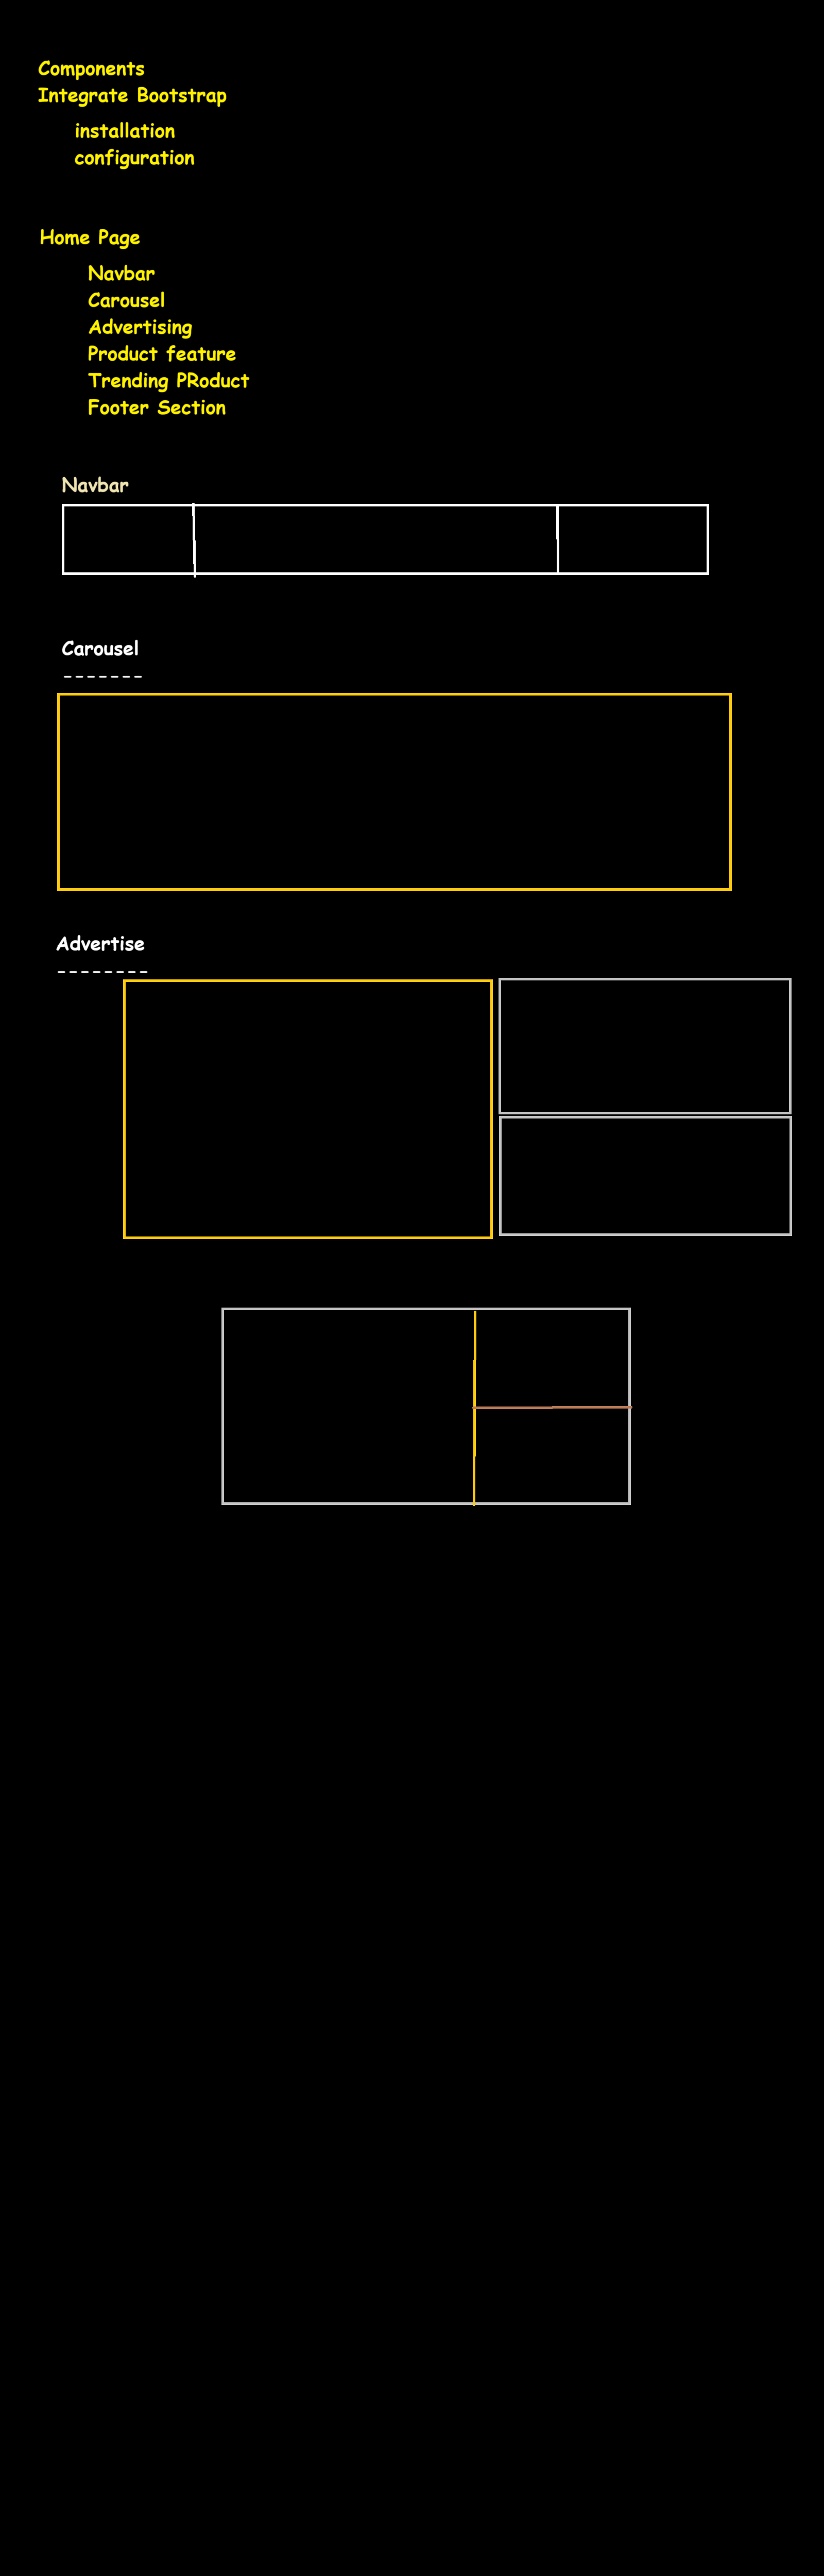 Components
Integrate Bootstrap
installation
configuration
Home Page
Navbar
Carousel
Advertising
Product feature
Trending PRoduct
Footer Section
Navbar
Carousel
-------
Advertise
--------